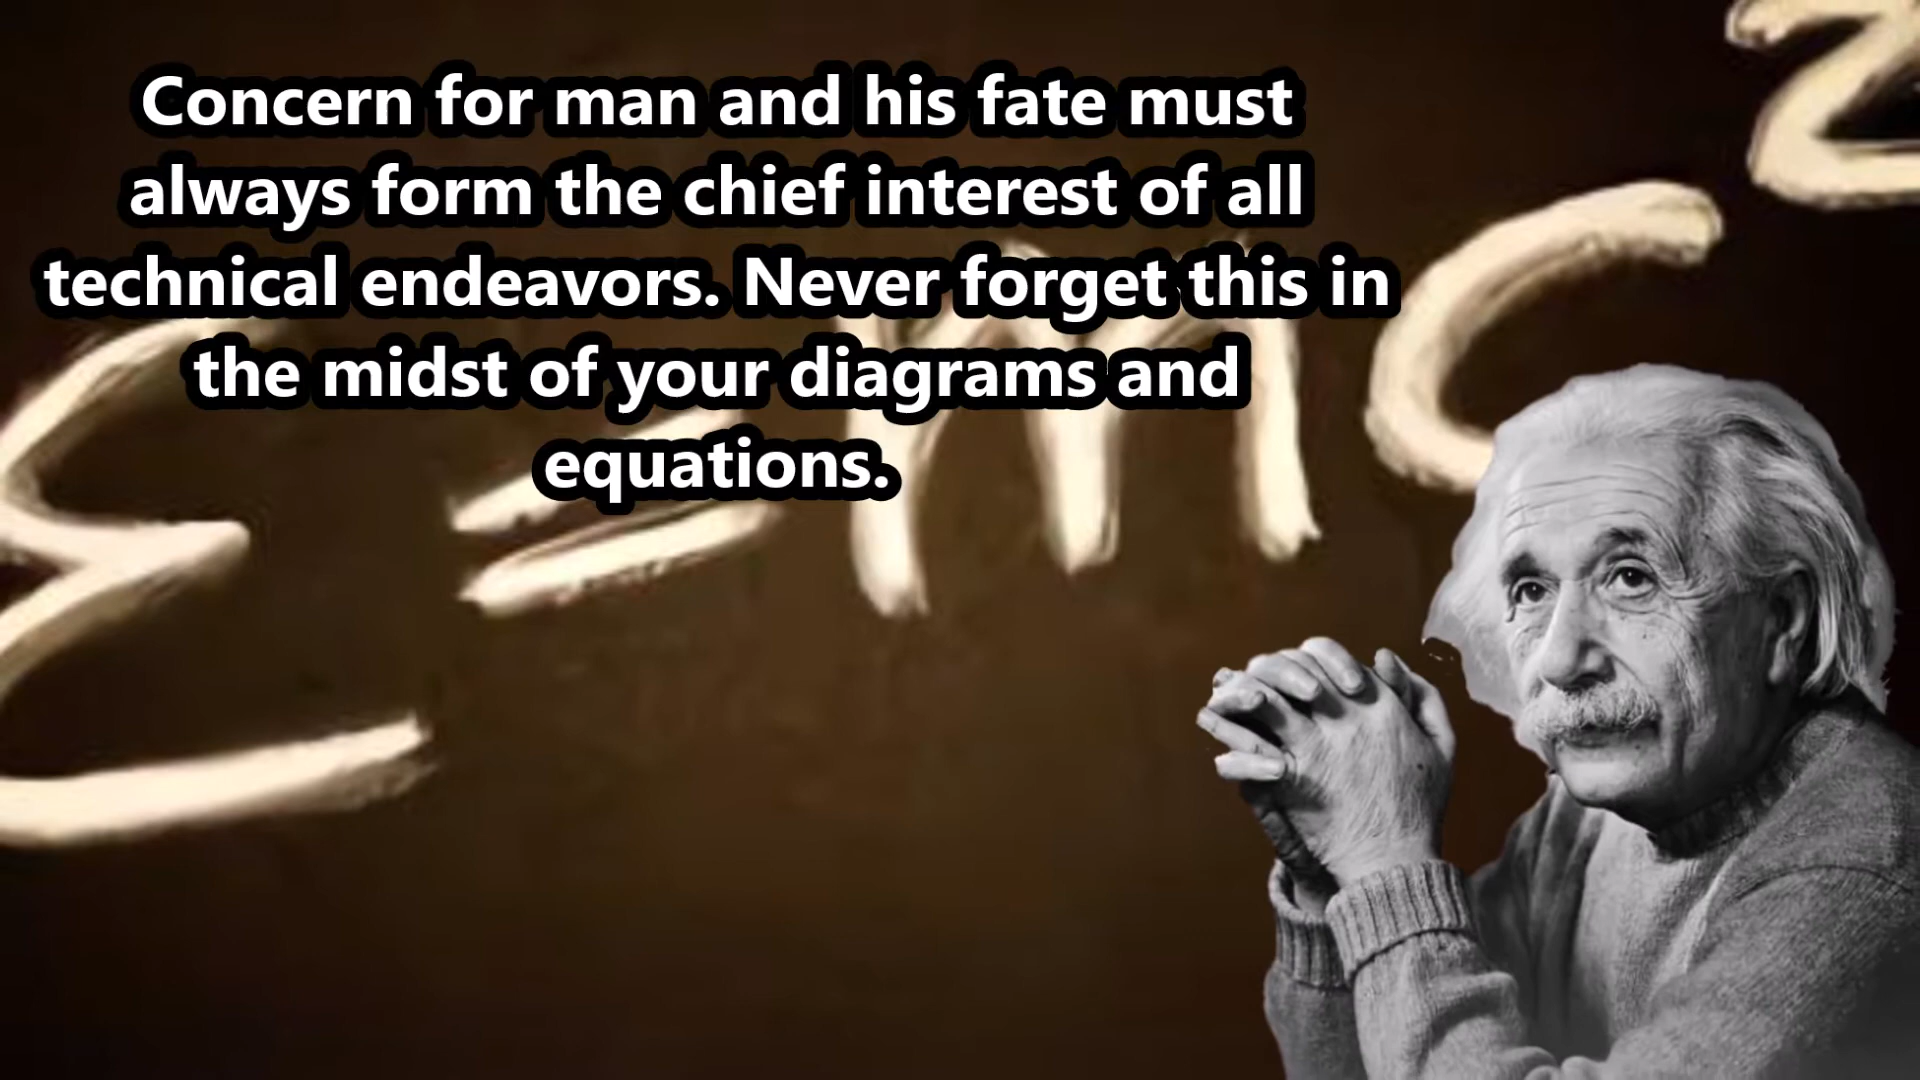 Concern for man and his fate must
always form the chief interest of all
technical endeavors. Never forget this in
the midst of your diagrams and
equations.
E=mc²